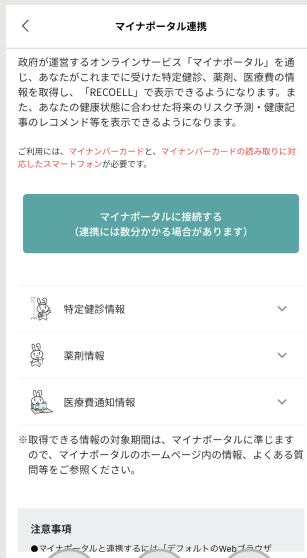 マイナポータル連携
政府が運営するオンラインサービス「マイナポータル」を通
じ、あなたがこれまでに受けた特定健診、薬剤、医療費の情
報を取得し、「RECOELL」で表示できるようになります。ま
た、あなたの健康状態に合わせた将来のリスク予測・健康記
事のレコメンド等を表示できるようになります。
ご利用には、マイナンバーカードと、マイナンバーカードの読み取りに対
応したスマートフォンが必要です。
マイナポータルに接続する
（連携には数分かかる場合があります）
特定健診情報
薬剤情報
医療費通知情報
※取得できる情報の対象期間は、マイナポータルに準じます
ので、マイナポータルのホームページ内の情報、よくある質
問等をご参照ください。
注意事項
●マイナポータルと連携するには「デフォルトのWebブラウザ